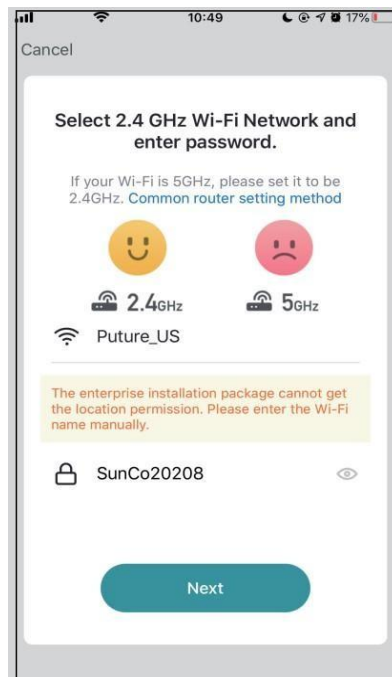 10:49 17%
Cancel
Select 2.4 GHz Wi-Fi Network and
enter password.
If your Wi-Fi is 5GHz, please set it to be
2.4GHz. Common router setting method
2.4GHz 5GHz
Puture_US
The enterprise installation package cannot get
the location permission. Please enter the Wi-Fi
name manually.
SunCo20208
Next